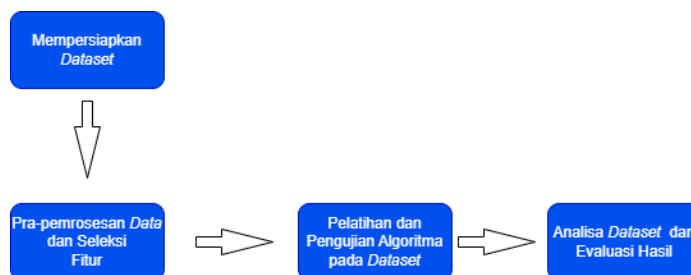 Mempersiapkan
Dataset
Pra-pemrosesan Data
dan Seleksi
Fitur
Pelatihan dan
Pengujian Algoritma
pada Dataset
Analisa Dataset dan
Evaluasi Hasil